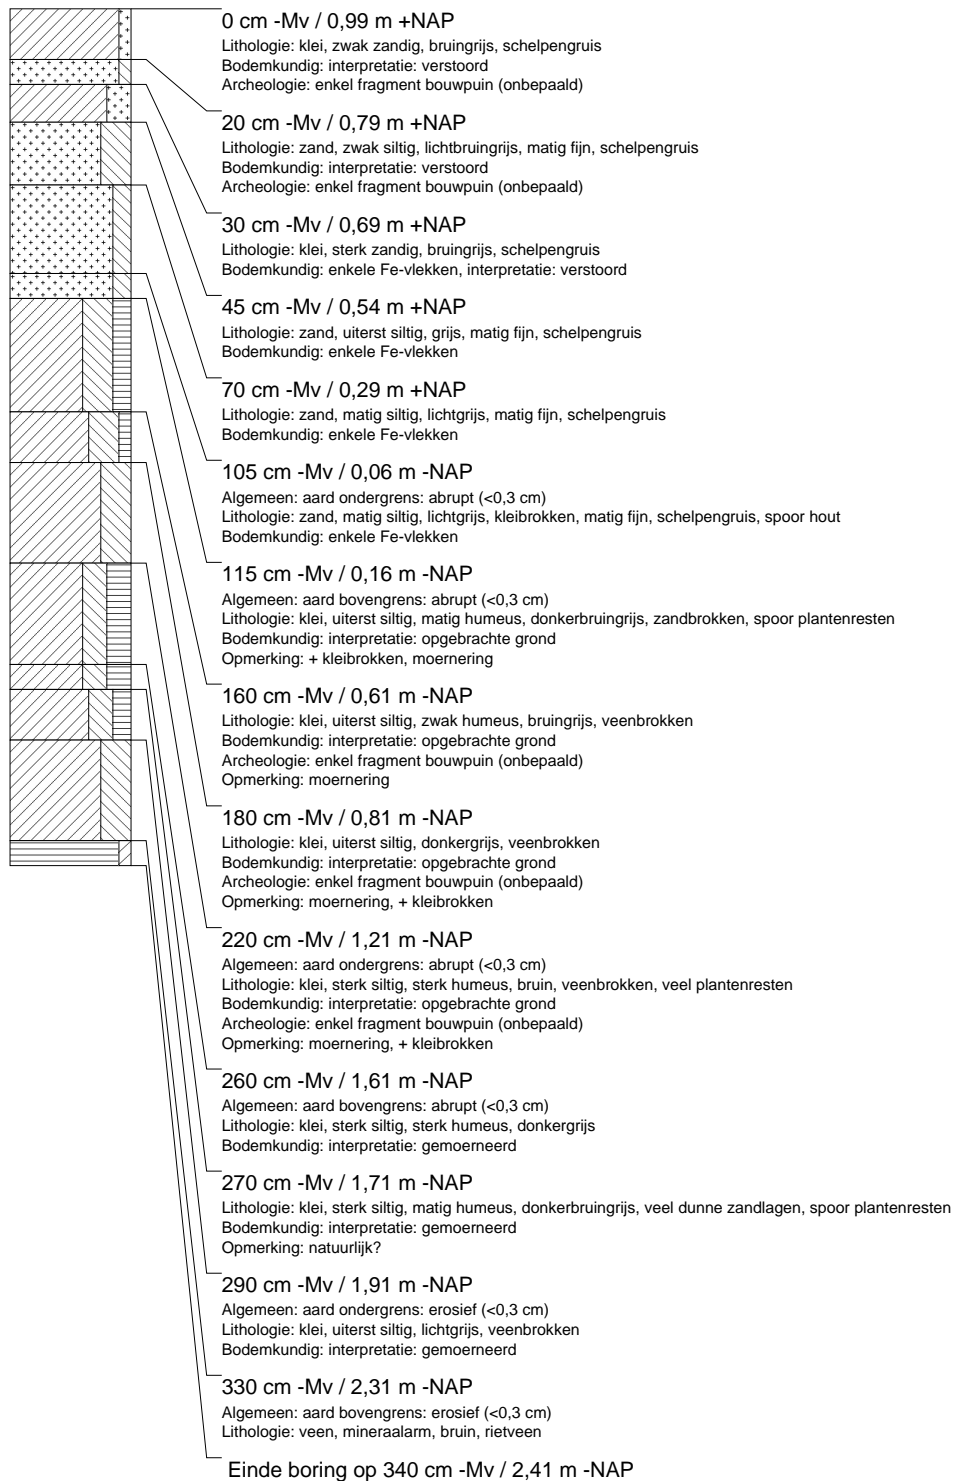 0 cm -Mv / 0,99 m +NAP
Lithologie: klei, zwak zandig, bruingrijs, schelpengruis
Bodemkundig: interpretatie: verstoord
Archeologie: enkel fragment bouwpuin (onbepaald)
20 cm -Mv / 0,79 m +NAP
Lithologie: zand, zwak siltig, lichtbruingrijs, matig fijn, schelpengruis
Bodemkundig: interpretatie: verstoord
Archeologie: enkel fragment bouwpuin (onbepaald)
30 cm -Mv / 0,69 m +NAP
Lithologie: klei, sterk zandig, bruingrijs, schelpengruis
Bodemkundig: enkele Fe-vlekken, interpretatie: verstoord
45 cm -Mv / 0,54 m +NAP
Lithologie: zand, uiterst siltig, grijs, matig fijn, schelpengruis
Bodemkundig: enkele Fe-vlekken
70 cm -Mv / 0,29 m +NAP
Lithologie: zand, matig siltig, lichtgrijs, matig fijn, schelpengruis
Bodemkundig: enkele Fe-vlekken
105 cm -Mv / 0,06 m -NAP
Algemeen: aard ondergrens: abrupt (<0,3 cm)
Lithologie: zand, matig siltig, lichtgrijs, kleibrokken, matig fijn, schelpengruis, spoor hout
Bodemkundig: enkele Fe-vlekken
115 cm -Mv / 0,16 m -NAP
Algemeen: aard bovengrens: abrupt (<0,3 cm)
Lithologie: klei, uiterst siltig, matig humeus, donkerbruingrijs, zandbrokken, spoor plantenresten
Bodemkundig: interpretatie: opgebrachte grond
Opmerking: + kleibrokken, moernering
160 cm -Mv / 0,61 m -NAP
Lithologie: klei, uiterst siltig, zwak humeus, bruingrijs, veenbrokken
Bodemkundig: interpretatie: opgebrachte grond
Archeologie: enkel fragment bouwpuin (onbepaald)
Opmerking: moernering
180 cm -Mv / 0,81 m -NAP
Lithologie: klei, uiterst siltig, donkergrijs, veenbrokken
Bodemkundig: interpretatie: opgebrachte grond
Archeologie: enkel fragment bouwpuin (onbepaald)
Opmerking: moernering, + kleibrokken
220 cm -Mv / 1,21 m -NAP
Algemeen: aard ondergrens: abrupt (<0,3 cm)
Lithologie: klei, sterk siltig, sterk humeus, bruin, veenbrokken, veel plantenresten
Bodemkundig: interpretatie: opgebrachte grond
Archeologie: enkel fragment bouwpuin (onbepaald)
Opmerking: moernering, + kleibrokken
260 cm -Mv / 1,61 m -NAP
Algemeen: aard bovengrens: abrupt (<0,3 cm)
Lithologie: klei, sterk siltig, sterk humeus, donkergrijs
Bodemkundig: interpretatie: gemoerneerd
270 cm -Mv / 1,71 m -NAP
Lithologie: klei, sterk siltig, matig humeus, donkerbruingrijs, veel dunne zandlagen, spoor plantenresten
Bodemkundig: interpretatie: gemoerneerd
Opmerking: natuurlijk?
290 cm -Mv / 1,91 m -NAP
Algemeen: aard ondergrens: erosief (<0,3 cm)
Lithologie: klei, uiterst siltig, lichtgrijs, veenbrokken
Bodemkundig: interpretatie: gemoerneerd
330 cm -Mv / 2,31 m -NAP
Algemeen: aard bovengrens: erosief (<0,3 cm)
Lithologie: veen, mineraalarm, bruin, rietveen
Einde boring op 340 cm -Mv / 2,41 m -NAP